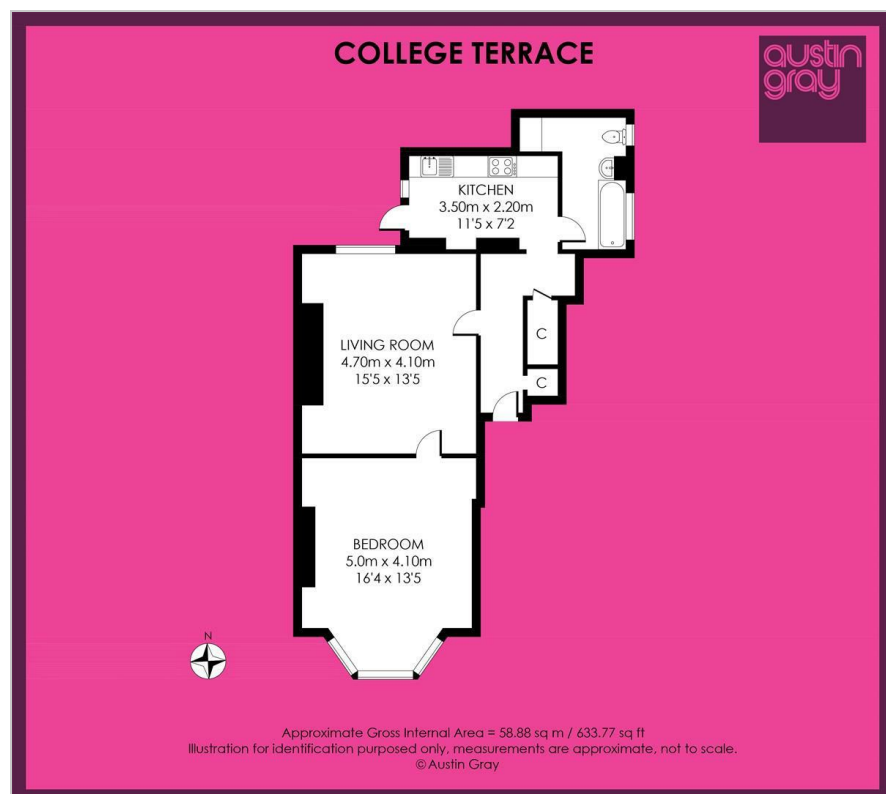 COLLEGE TERRACE
austin
gray
KITCHEN
3.50m x 2.20m
11'5 x 7'2
LIVING ROOM
4.70m x 4.10m
15'5 x 13'5
C
C
BEDROOM
5.0m x 4.10m
16'4 x 13'5
N
Approximate Gross Internal Area = 58.88 sq m / 633.77 sq ft
Illustration for identification purposed only, measurements are approximate, not to scale.
© Austin Gray